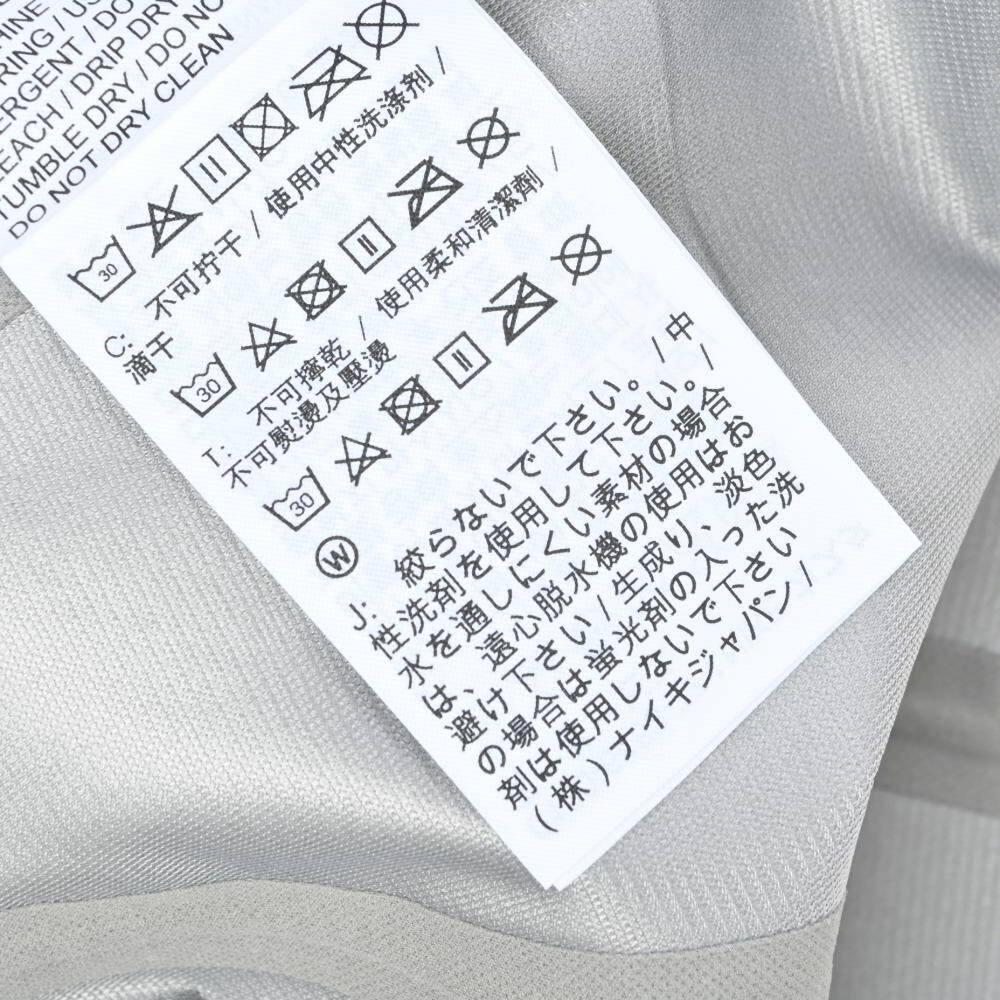 HINE
RING / US
ERGENT / DO
EACH / DRIP DRY
TUMBLE DRY / DO NO
DO NOT DRY CLEAN
30
C: 不可拧干 / 使用中性洗涤剂 /
滴干
30
T: 不可擰乾 / 使用柔和清潔劑 /
不可熨燙及壓燙
30
W
J: 絞らないで下さい。 / 中
性洗剤を使用して下さい。 /
水を通しにくい素材の場合
は、遠心脱水機の使用はお
避け下さい / 生成り、淡色
の場合は蛍光剤の入った洗
剤は使用しないで下さい
(株) ナイキジャパン /